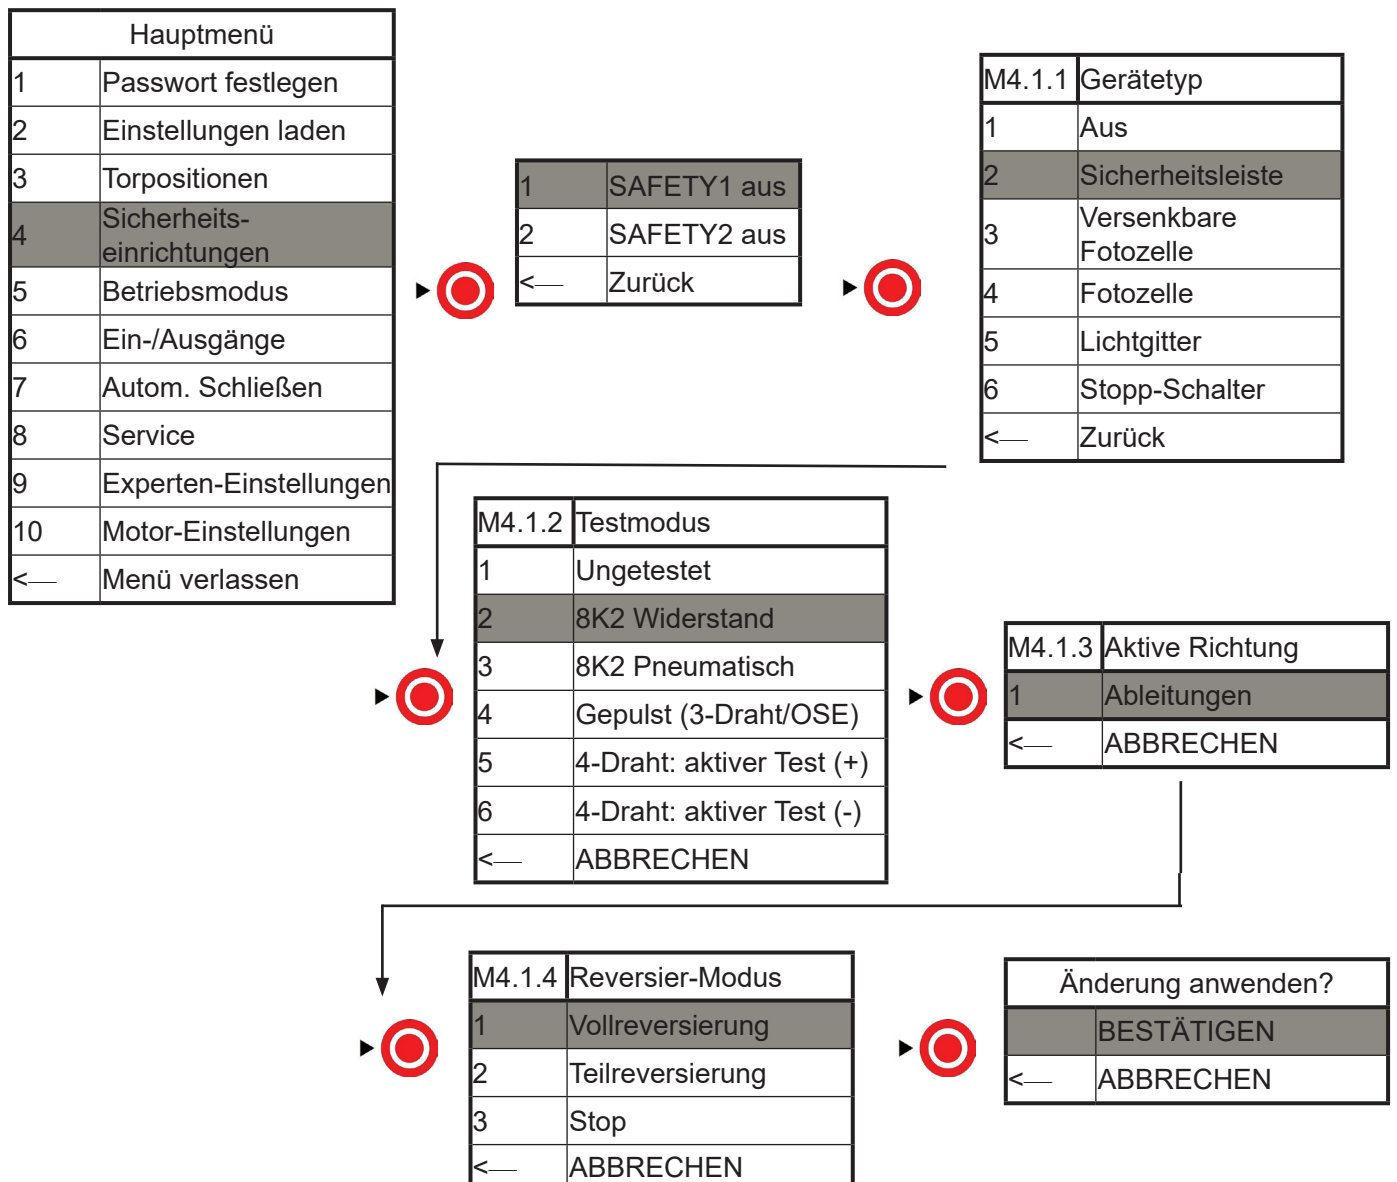 Hauptmenü
1 Passwort festlegen
2 Einstellungen laden
3 Torpositionen
4 Sicherheits-
einrichtungen
5 Betriebsmodus
6 Ein-/Ausgänge
7 Autom. Schließen
8 Service
9 Experten-Einstellungen
10 Motor-Einstellungen
<— Menü verlassen
1 SAFETY1 aus
2 SAFETY2 aus
<— Zurück
M4.1.1 Gerätetyp
1 Aus
2 Sicherheitsleiste
3 Versenkbare
Fotozelle
4 Fotozelle
5 Lichtgitter
6 Stopp-Schalter
<— Zurück
M4.1.2 Testmodus
1 Ungetestet
2 8K2 Widerstand
3 8K2 Pneumatisch
4 Gepulst (3-Draht/OSE)
5 4-Draht: aktiver Test (+)
6 4-Draht: aktiver Test (-)
<— ABBRECHEN
M4.1.3 Aktive Richtung
1 Ableitungen
<— ABBRECHEN
M4.1.4 Reversier-Modus
1 Vollreversierung
2 Teilreversierung
3 Stop
<— ABBRECHEN
Änderung anwenden?
BESTÄTIGEN
<— ABBRECHEN